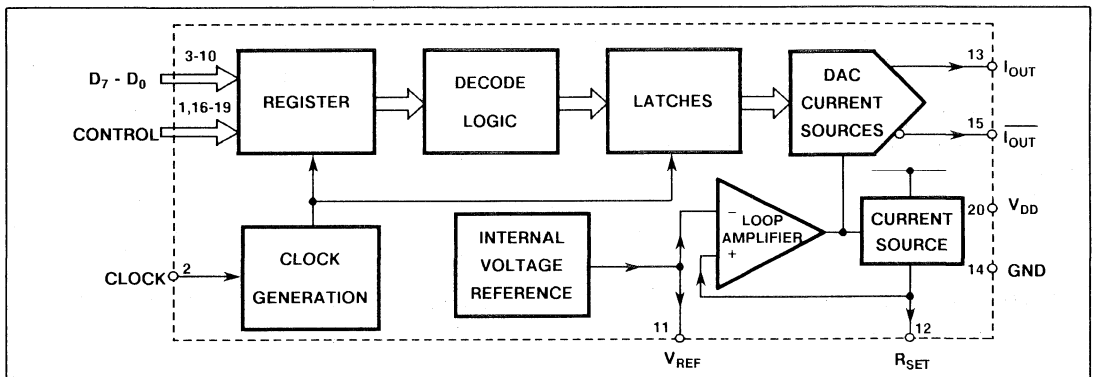 3-10
D7 - D0
1,16-19
CONTROL
REGISTER
DECODE
LOGIC
LATCHES
DAC
CURRENT
SOURCES
13
IOUT
15
IOUT
CLOCK
2
CLOCK
GENERATION
INTERNAL
VOLTAGE
REFERENCE
−
LOOP
AMPLIFIER
+
CURRENT
SOURCE
20
VDD
14
GND
11
VREF
12
RSET